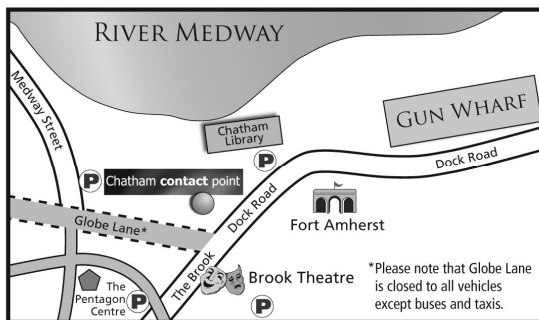 RIVER MEDWAY
Medway Street
Chatham
Library
GUN WHARF
P
Dock Road
P
Chatham contact point
Dock Road
Fort Amherst
Globe Lane*
The Brook
Brook Theatre
The
Pentagon
Centre
P
P
*Please note that Globe Lane
is closed to all vehicles
except buses and taxis.